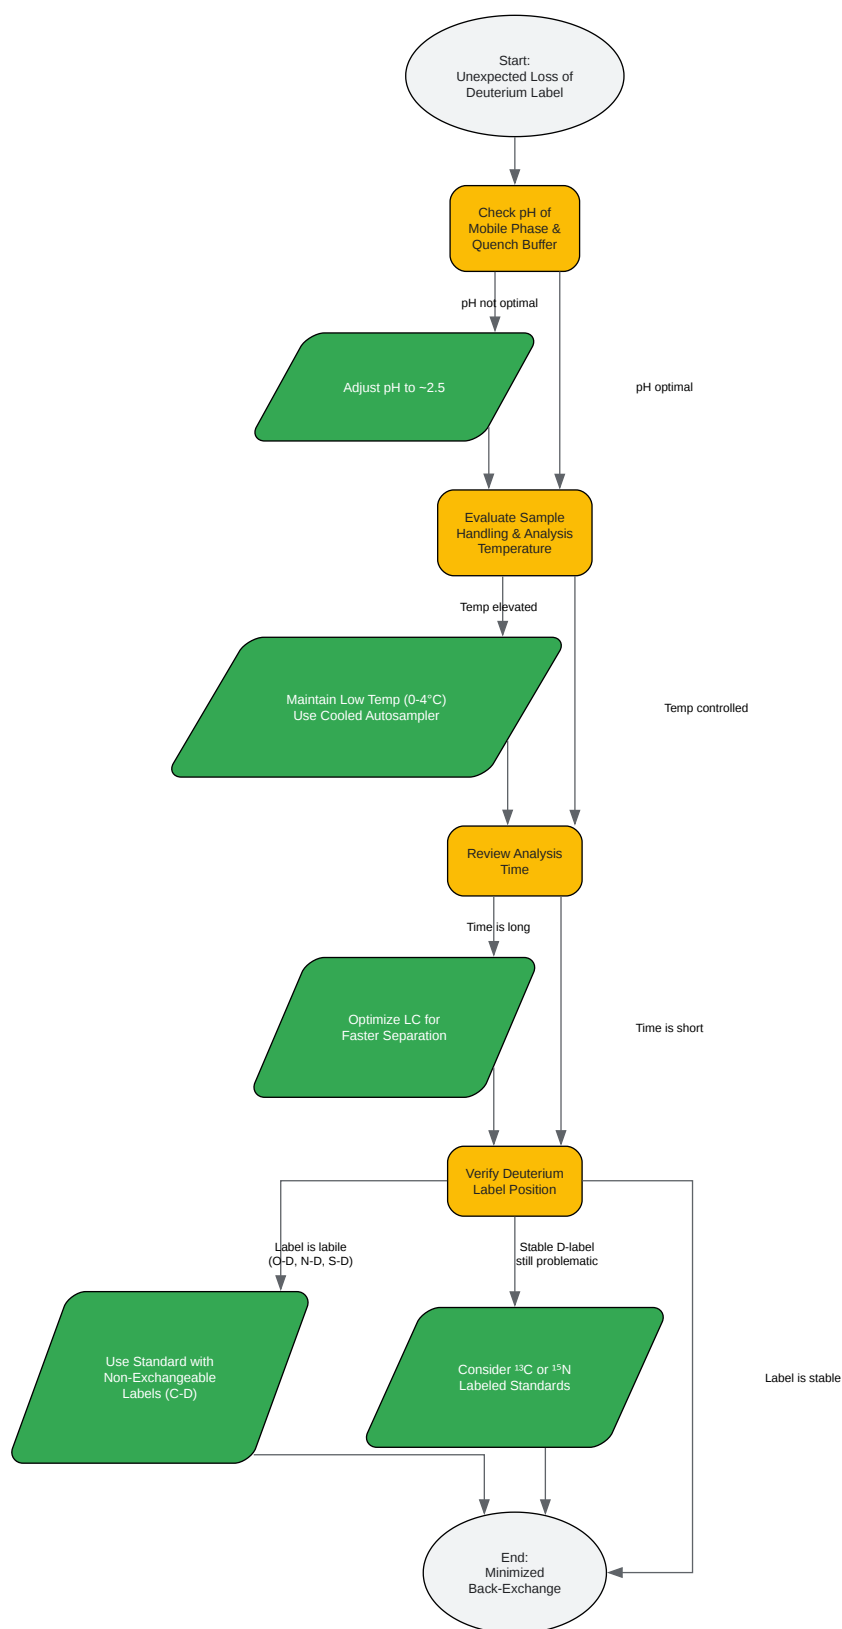 Start:
Unexpected Loss of
Deuterium Label
Check pH of
Mobile Phase &
Quench Buffer
pH not optimal
Adjust pH to ~2.5
pH optimal
Evaluate Sample
Handling & Analysis
Temperature
Temp elevated
Maintain Low Temp (0-4°C)
Use Cooled Autosampler
Temp controlled
Review Analysis
Time
Time is long
Optimize LC for
Faster Separation
Time is short
Verify Deuterium
Label Position
Label is labile
(O-D, N-D, S-D)
Stable D-label
still problematic
Use Standard with
Non-Exchangeable
Labels (C-D)
Consider ¹³C or ¹⁵N
Labeled Standards
Label is stable
End:
Minimized
Back-Exchange